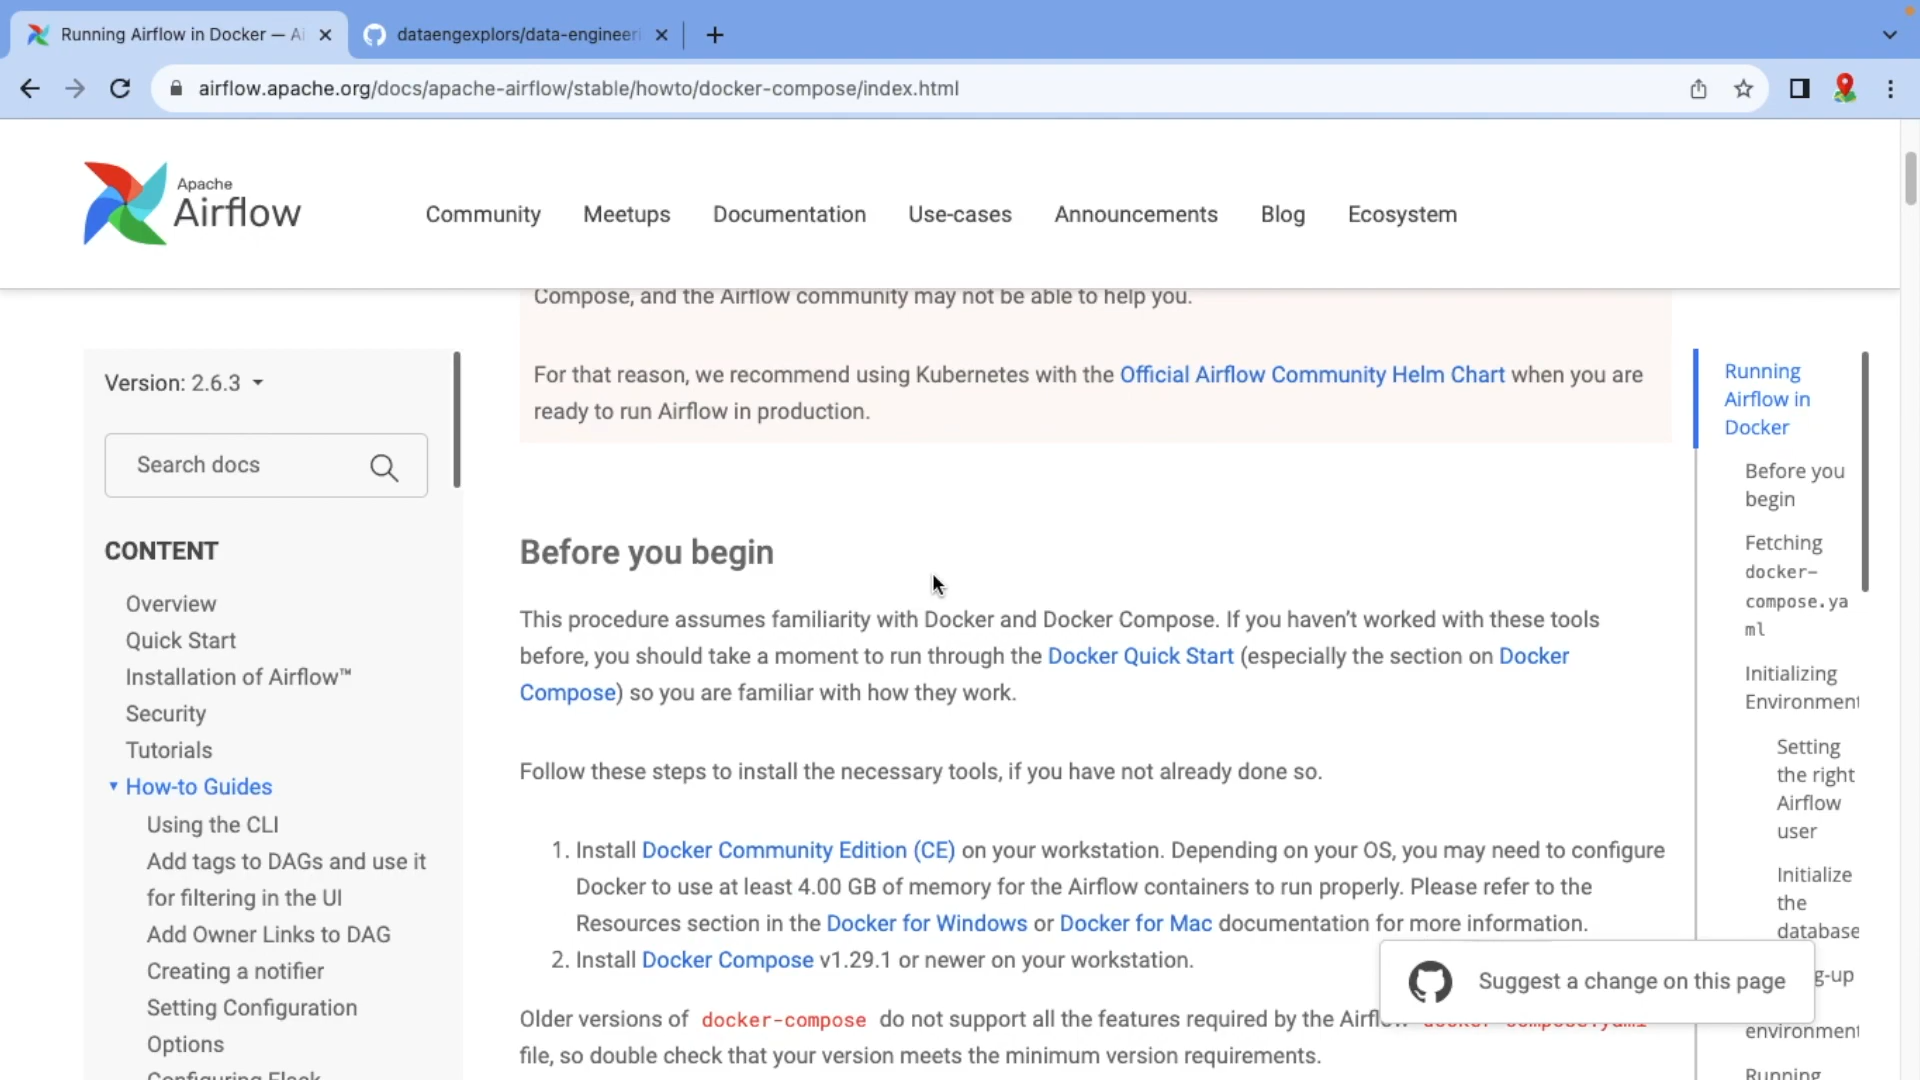 Running Airflow in Docker — Ai
dataengexplors/data-engineeri
airflow.apache.org/docs/apache-airflow/stable/howto/docker-compose/index.html
Apache
Airflow
Community
Meetups
Documentation
Use-cases
Announcements
Blog
Ecosystem
Version: 2.6.3
Search docs
CONTENT
Overview
Quick Start
Installation of Airflow™
Security
Tutorials
How-to Guides
Using the CLI
Add tags to DAGs and use it
for filtering in the UI
Add Owner Links to DAG
Creating a notifier
Setting Configuration
Options
Compose, and the Airflow community may not be able to help you.
For that reason, we recommend using Kubernetes with the Official Airflow Community Helm Chart when you are
ready to run Airflow in production.
Before you begin
This procedure assumes familiarity with Docker and Docker Compose. If you haven’t worked with these tools
before, you should take a moment to run through the Docker Quick Start (especially the section on Docker
Compose) so you are familiar with how they work.
Follow these steps to install the necessary tools, if you have not already done so.
1. Install Docker Community Edition (CE) on your workstation. Depending on your OS, you may need to configure
Docker to use at least 4.00 GB of memory for the Airflow containers to run properly. Please refer to the
Resources section in the Docker for Windows or Docker for Mac documentation for more information.
2. Install Docker Compose v1.29.1 or newer on your workstation.
Older versions of docker-compose do not support all the features required by the
file, so double check that your version meets the minimum version requirements.
Running
Airflow in
Docker
Before you
begin
Fetching
docker-
compose.ya
ml
Initializing
Environment
Setting
the right
Airflow
user
Initialize
the
database
g-up
environment
Running
Suggest a change on this page